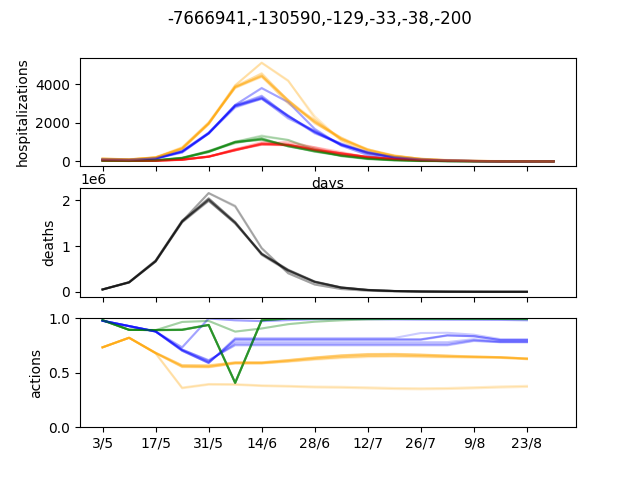 -7666941,-130590,-129,-33,-38,-200
hospitalizations
4000
2000
0
days
1e6
deaths
2
1
0
actions
1.0
0.5
0.0
3/5 17/5 31/5 14/6 28/6 12/7 26/7 9/8 23/8